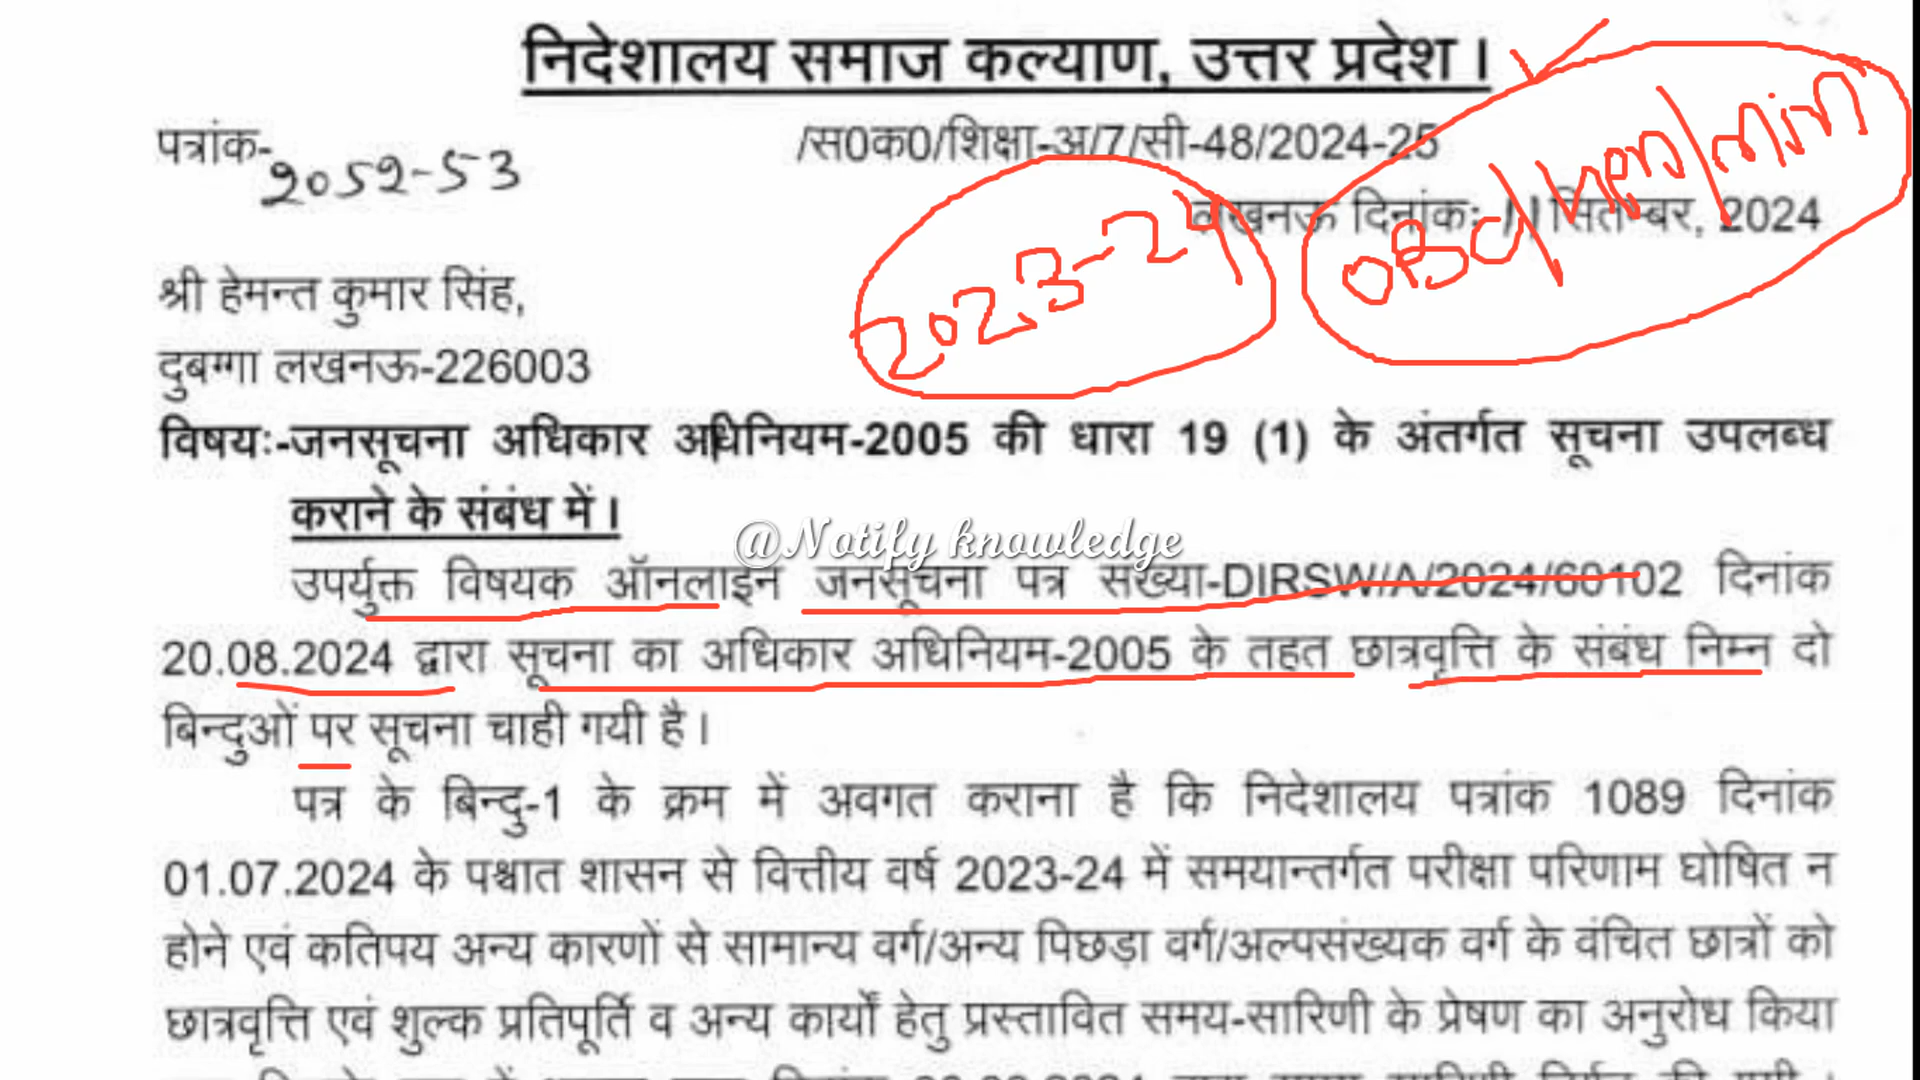 निदेशालय समाज कल्याण, उत्तर प्रदेश।
पत्रांक-2052-53 /स0क0/शिक्षा-अ/7/सी-48/2024-25
लखनऊ दिनांकः 11 सितम्बर, 2024
2023-24
OBC/Gen/min
श्री हेमन्त कुमार सिंह,
दुबग्गा लखनऊ-226003
विषयः-जनसूचना अधिकार अधिनियम-2005 की धारा 19 (1) के अंतर्गत सूचना उपलब्ध
कराने के संबंध में।
@Notify knowledge
उपर्युक्त विषयक ऑनलाईन जनसूचना पत्र संख्या-DIRSW/A/2024/60102 दिनांक
20.08.2024 द्वारा सूचना का अधिकार अधिनियम-2005 के तहत छात्रवृत्ति के संबंध निम्न दो
बिन्दुओं पर सूचना चाही गयी है।
पत्र के बिन्दु-1 के क्रम में अवगत कराना है कि निदेशालय पत्रांक 1089 दिनांक
01.07.2024 के पश्चात शासन से वित्तीय वर्ष 2023-24 में समयान्तर्गत परीक्षा परिणाम घोषित न
होने एवं कतिपय अन्य कारणों से सामान्य वर्ग/अन्य पिछड़ा वर्ग/अल्पसंख्यक वर्ग के वंचित छात्रों को
छात्रवृत्ति एवं शुल्क प्रतिपूर्ति व अन्य कार्यों हेतु प्रस्तावित समय-सारिणी के प्रेषण का अनुरोध किया